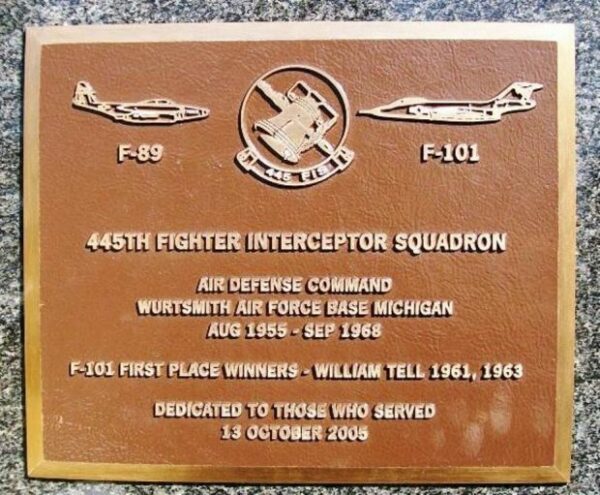 F-89
445 FIS
F-101
445TH FIGHTER INTERCEPTOR SQUADRON
AIR DEFENSE COMMAND
WURTSMITH AIR FORCE BASE MICHIGAN
AUG 1955 - SEP 1968
F-101 FIRST PLACE WINNERS - WILLIAM TELL 1961, 1963
DEDICATED TO THOSE WHO SERVED
13 OCTOBER 2005